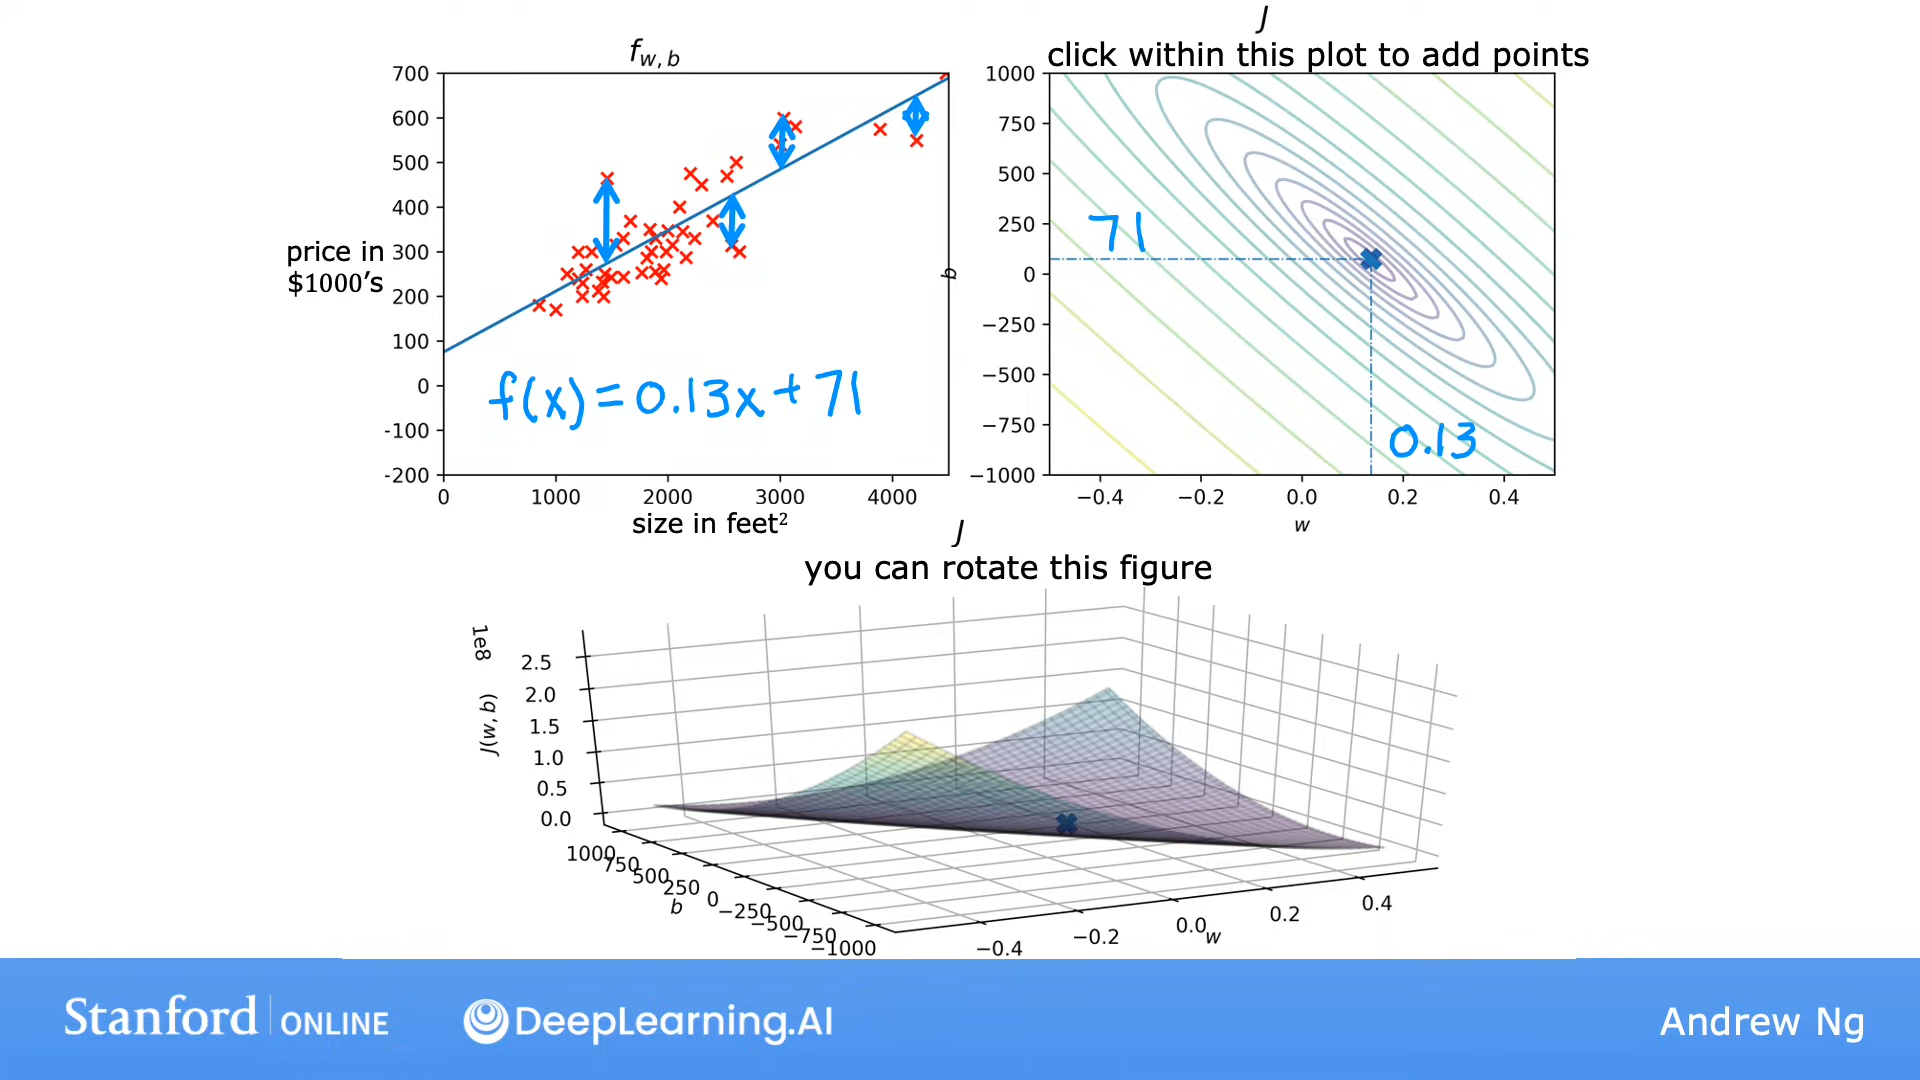 f w, b
700
600
500
400
300
200
100
0
-100
-200
price in
$1000’s
0 1000 2000 3000 4000
size in feet²
f(x)=0.13x+71
J
click within this plot to add points
1000
750
500
250
0
−250
−500
−750
−1000
b
71
0.13
−0.4 −0.2 0.0 0.2 0.4
w
J
you can rotate this figure
1e8
2.5
2.0
1.5
1.0
0.5
0.0
J(w, b)
1000
750
500
250
0
−250
−500
−750
−1000
b
−0.4
−0.2
0.0
0.2
0.4
w
Stanford ONLINE
DeepLearning.AI
Andrew Ng